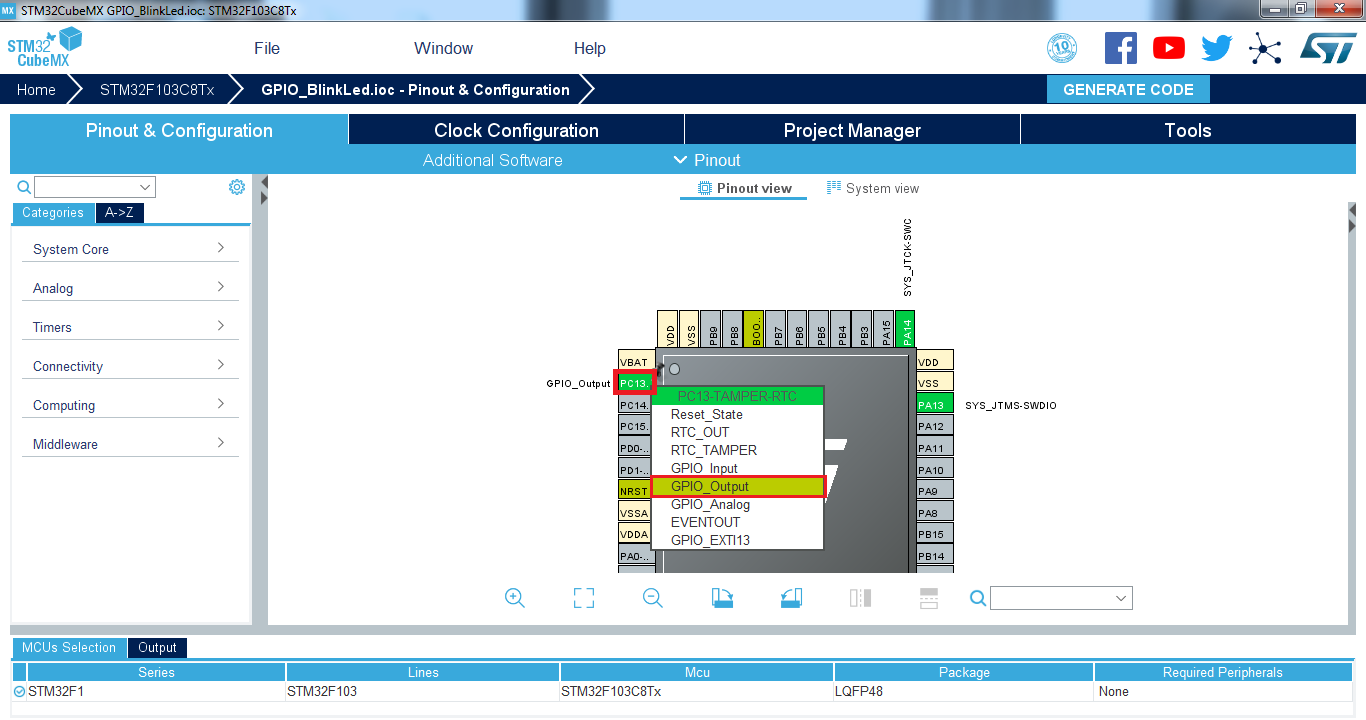 MX STM32CubeMX GPIO_BlinkLed.ioc: STM32F103C8Tx
STM32 CubeMX
File Window Help
10
ST
Home STM32F103C8Tx GPIO_BlinkLed.ioc - Pinout & Configuration GENERATE CODE
Pinout & Configuration Clock Configuration Project Manager Tools
Additional Software Pinout
Pinout view System view
Categories A->Z
System Core
Analog
Timers
Connectivity
Computing
Middleware
SYS_JTCK-SWC
VDD VSS PB9 PB8 BOO.. PB7 PB6 PB5 PB4 PB3 PA15 PA14
VBAT VDD
GPIO_Output PC13. VSS
PC14. PA13 SYS_JTMS-SWDIO
PC15. PA12
PD0-.. PA11
PD1-.. PA10
NRST PA9
VSSA PA8
VDDA PB15
PA0-.. PB14
PC13-TAMPER-RTC
Reset_State
RTC_OUT
RTC_TAMPER
GPIO_Input
GPIO_Output
GPIO_Analog
EVENTOUT
GPIO_EXTI13
MCUs Selection Output
Series Lines Mcu Package Required Peripherals
STM32F1 STM32F103 STM32F103C8Tx LQFP48 None